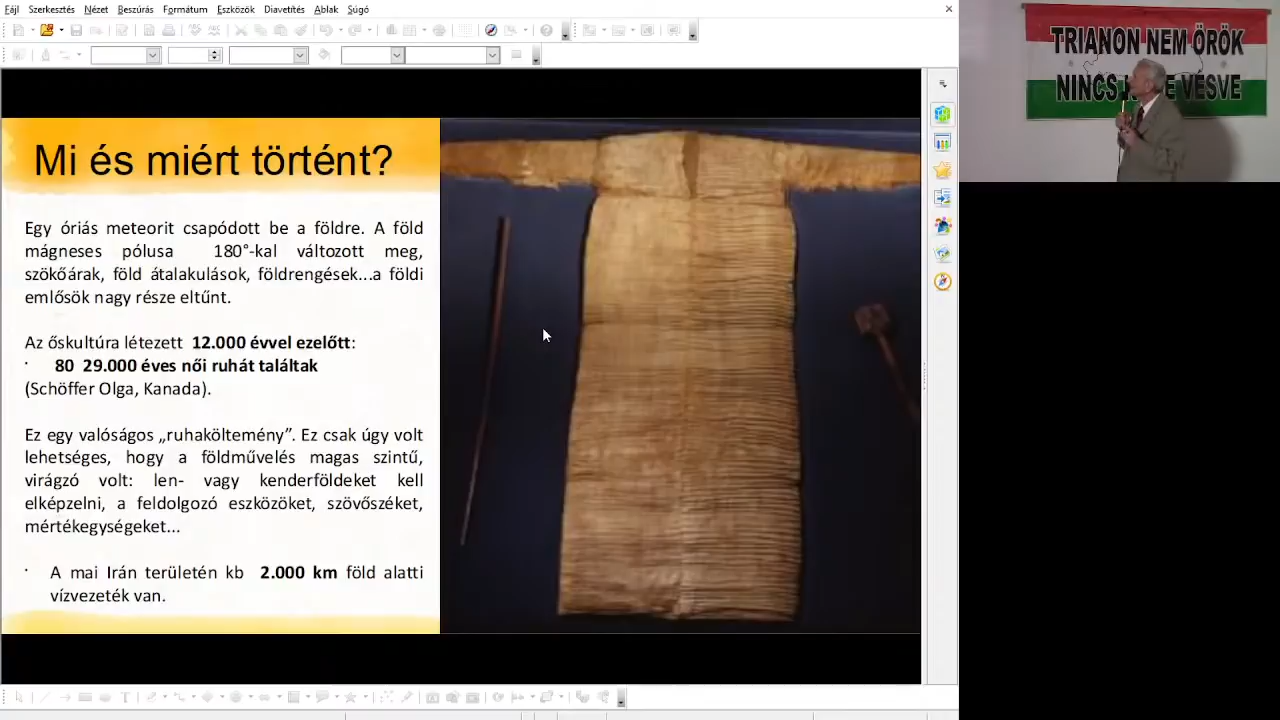 Fájl Szerkesztés Nézet Beszúrás Formátum Eszközök Diavetítés Ablak Súgó
TRIANON NEM ÖRÖK
NINCS VÉSVE
Mi és miért történt?
Egy óriás meteorit csapódott be a földre. A föld
mágneses pólusa 180°-kal változott meg,
szökőárak, föld átalakulások, földrengések...a földi
emlősök nagy része eltűnt.
Az őskultúra létezett 12.000 évvel ezelőtt:
· 80 29.000 éves női ruhát találtak
(Schöffer Olga, Kanada).
Ez egy valóságos „ruhaköltemény”. Ez csak úgy volt
lehetséges, hogy a földművelés magas szintű,
virágzó volt: len- vagy kenderföldeket kell
elképzelni, a feldolgozó eszközöket, szövőszéket,
mértékegységeket...
· A mai Irán területén kb 2.000 km föld alatti
vízvezeték van.